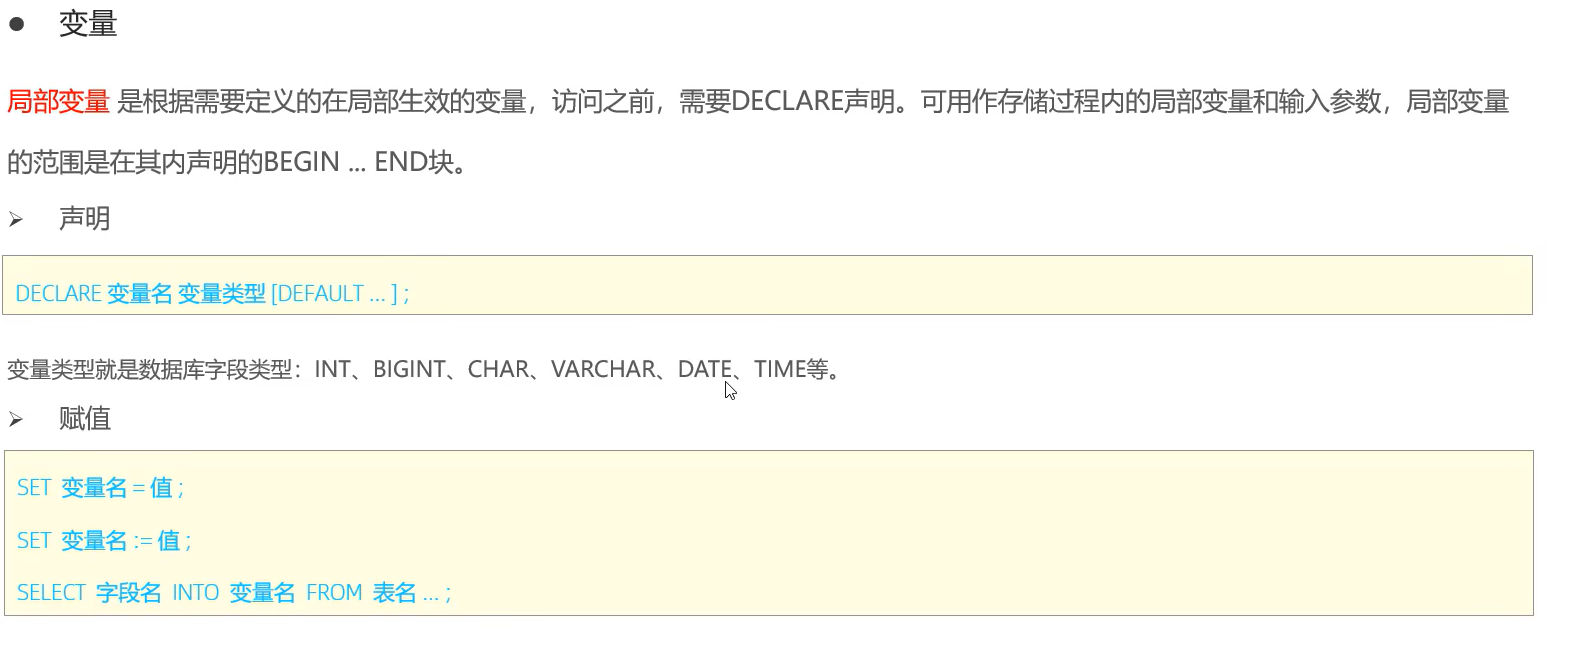 ● 变量
局部变量 是根据需要定义的在局部生效的变量，访问之前，需要DECLARE声明。可用作存储过程内的局部变量和输入参数，局部变量
的范围是在其内声明的BEGIN ... END块。
➢ 声明
DECLARE 变量名 变量类型 [DEFAULT ... ] ;
变量类型就是数据库字段类型：INT、BIGINT、CHAR、VARCHAR、DATE、TIME等。
➢ 赋值
SET 变量名 = 值 ;
SET 变量名 := 值 ;
SELECT 字段名 INTO 变量名 FROM 表名 ... ;